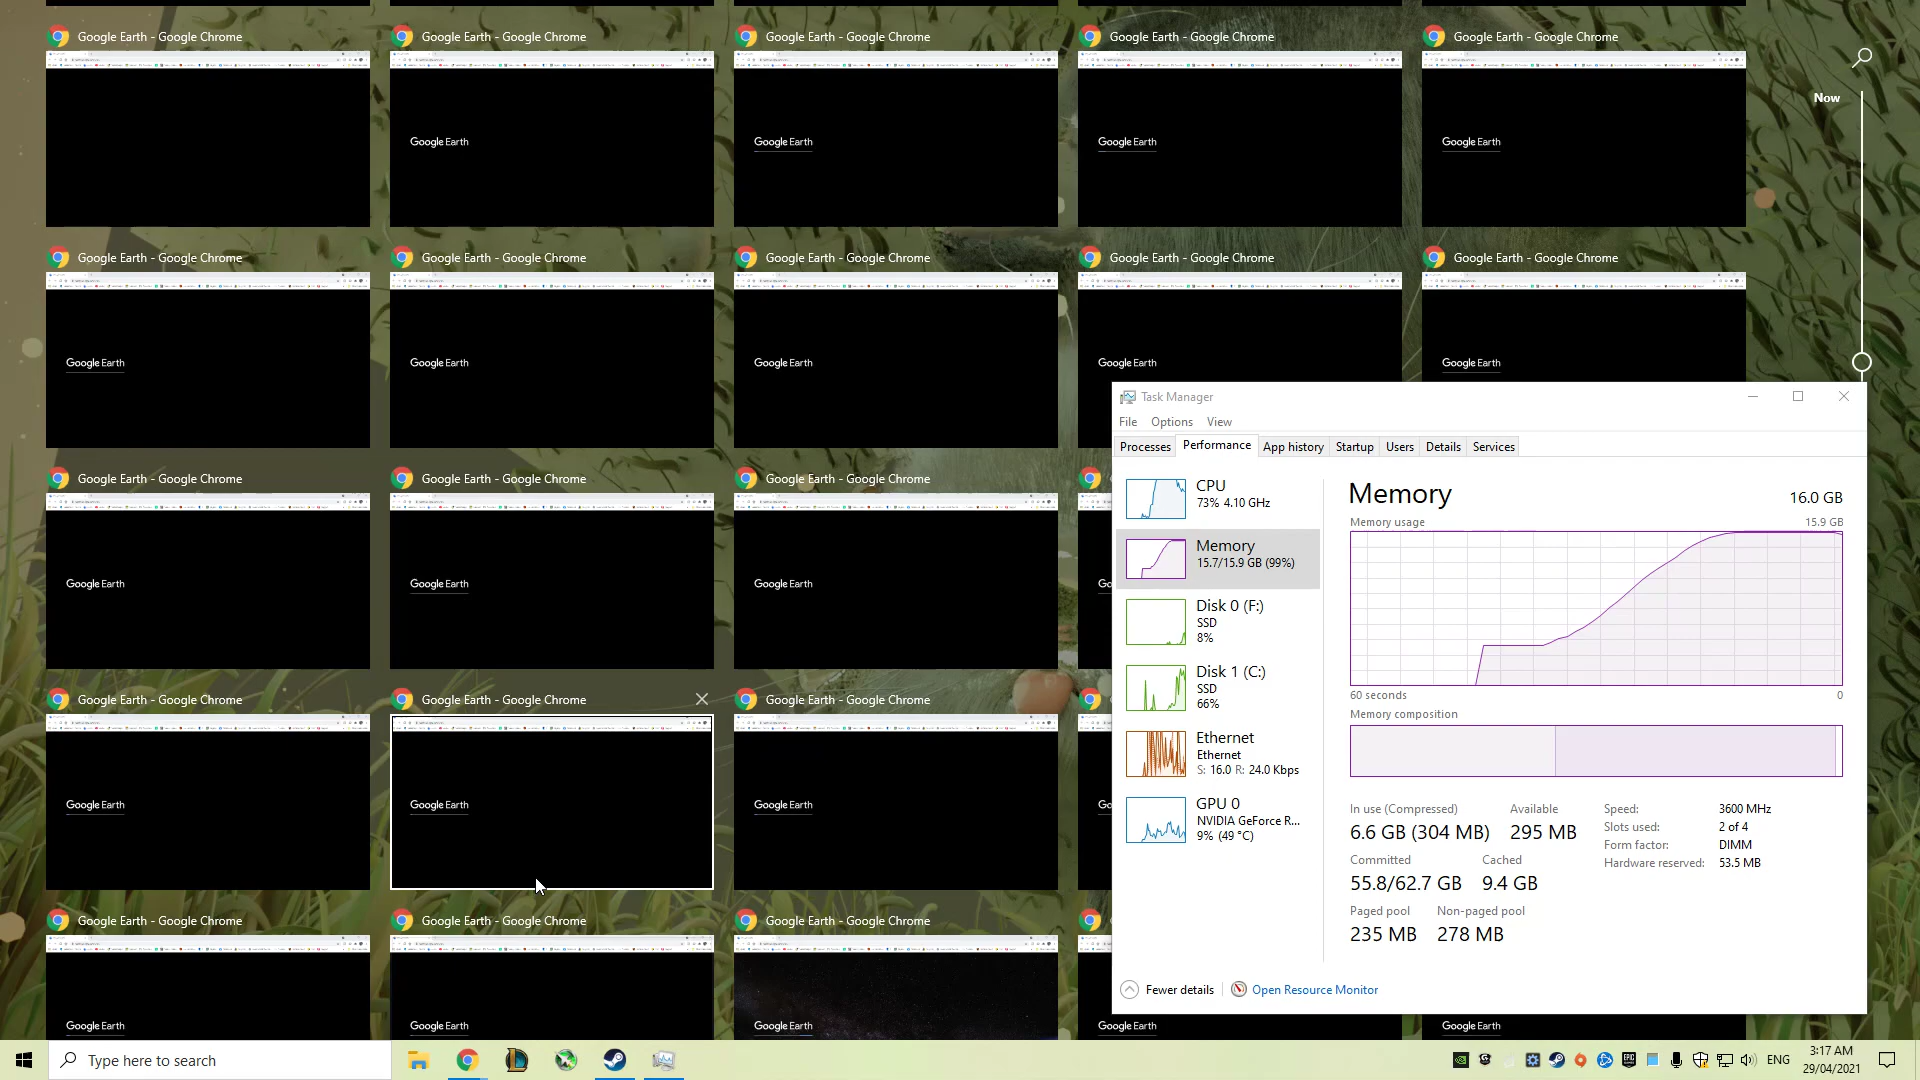 Google Earth - Google Chrome
Google Earth - Google Chrome
Google Earth - Google Chrome
Google Earth - Google Chrome
Google Earth - Google Chrome
Now
Google Earth
Google Earth
Google Earth
Google Earth
Google Earth - Google Chrome
Google Earth - Google Chrome
Google Earth - Google Chrome
Google Earth - Google Chrome
Google Earth - Google Chrome
Google Earth
Google Earth
Google Earth
Google Earth
Google Earth
Google Earth - Google Chrome
Google Earth - Google Chrome
Google Earth - Google Chrome
Google Earth
Google Earth
Google Earth
Go
Google Earth - Google Chrome
Google Earth - Google Chrome
Google Earth - Google Chrome
Google Earth
Google Earth
Google Earth
Go
Google Earth - Google Chrome
Google Earth - Google Chrome
Google Earth - Google Chrome
Google Earth
Google Earth
Google Earth
Google Earth
Google Earth
Task Manager
File Options View
Processes Performance App history Startup Users Details Services
CPU
73% 4.10 GHz
Memory
15.7/15.9 GB (99%)
Disk 0 (F:)
SSD
8%
Disk 1 (C:)
SSD
66%
Ethernet
Ethernet
S: 16.0 R: 24.0 Kbps
GPU 0
NVIDIA GeForce R...
9% (49 °C)
Memory 16.0 GB
Memory usage 15.9 GB
60 seconds 0
Memory composition
In use (Compressed) Available
6.6 GB (304 MB) 295 MB
Committed Cached
55.8/62.7 GB 9.4 GB
Paged pool Non-paged pool
235 MB 278 MB
Speed: 3600 MHz
Slots used: 2 of 4
Form factor: DIMM
Hardware reserved: 53.5 MB
Fewer details Open Resource Monitor
Type here to search
EPIC
ENG
3:17 AM
29/04/2021